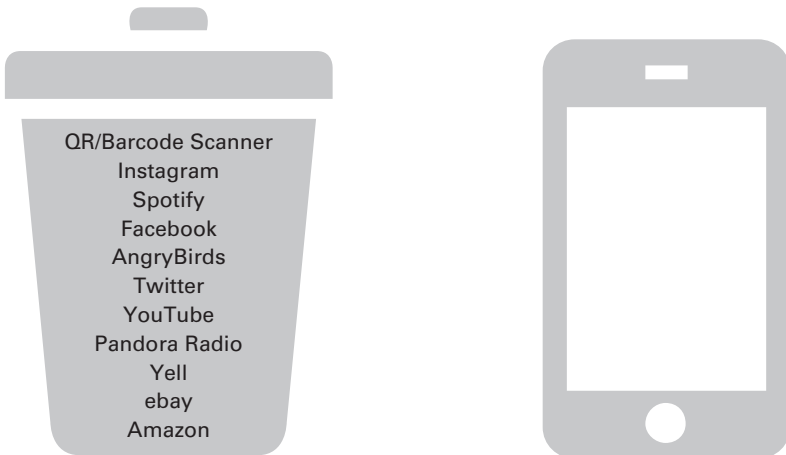 QR/Barcode Scanner
Instagram
Spotify
Facebook
AngryBirds
Twitter
YouTube
Pandora Radio
Yell
ebay
Amazon